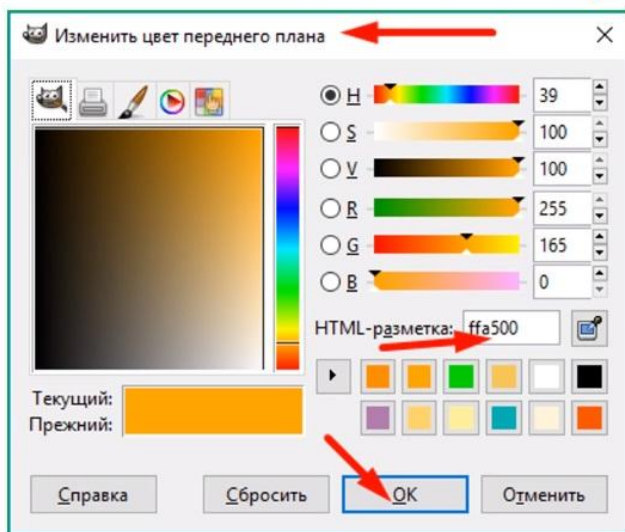 Изменить цвет переднего плана
H 39
S 100
V 100
R 255
G 165
B 0
HTML-разметка: ffa500
Текущий:
Прежний:
Справка Сбросить OK Отменить